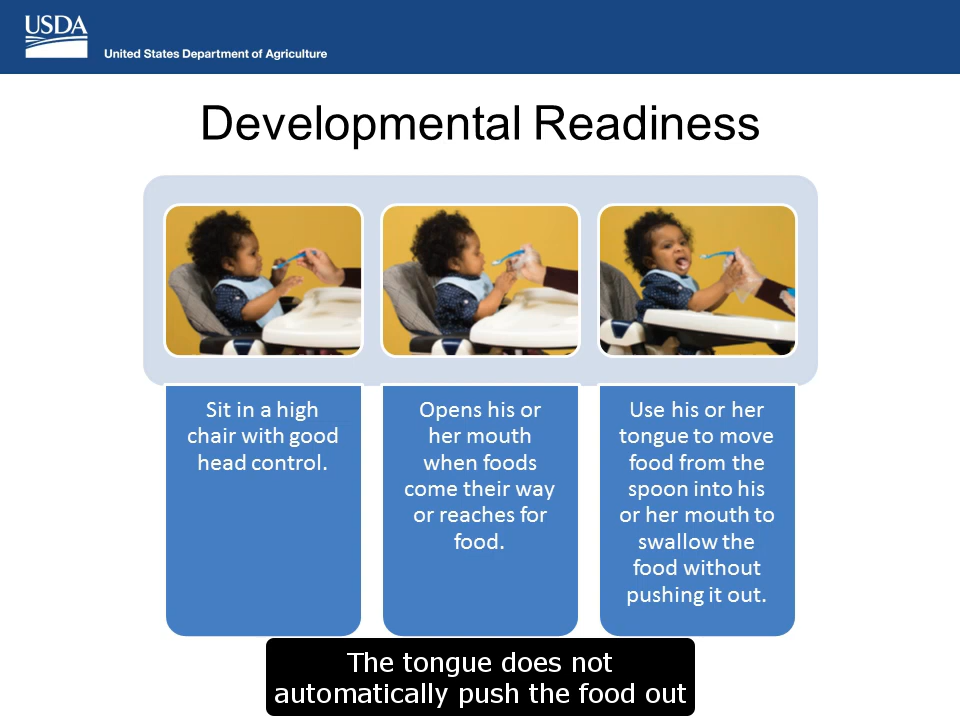 USDA
United States Department of Agriculture
Developmental Readiness
Sit in a high
chair with good
head control.
Opens his or
her mouth
when foods
come their way
or reaches for
food.
Use his or her
tongue to move
food from the
spoon into his
or her mouth to
swallow the
food without
pushing it out.
The tongue does not
automatically push the food out